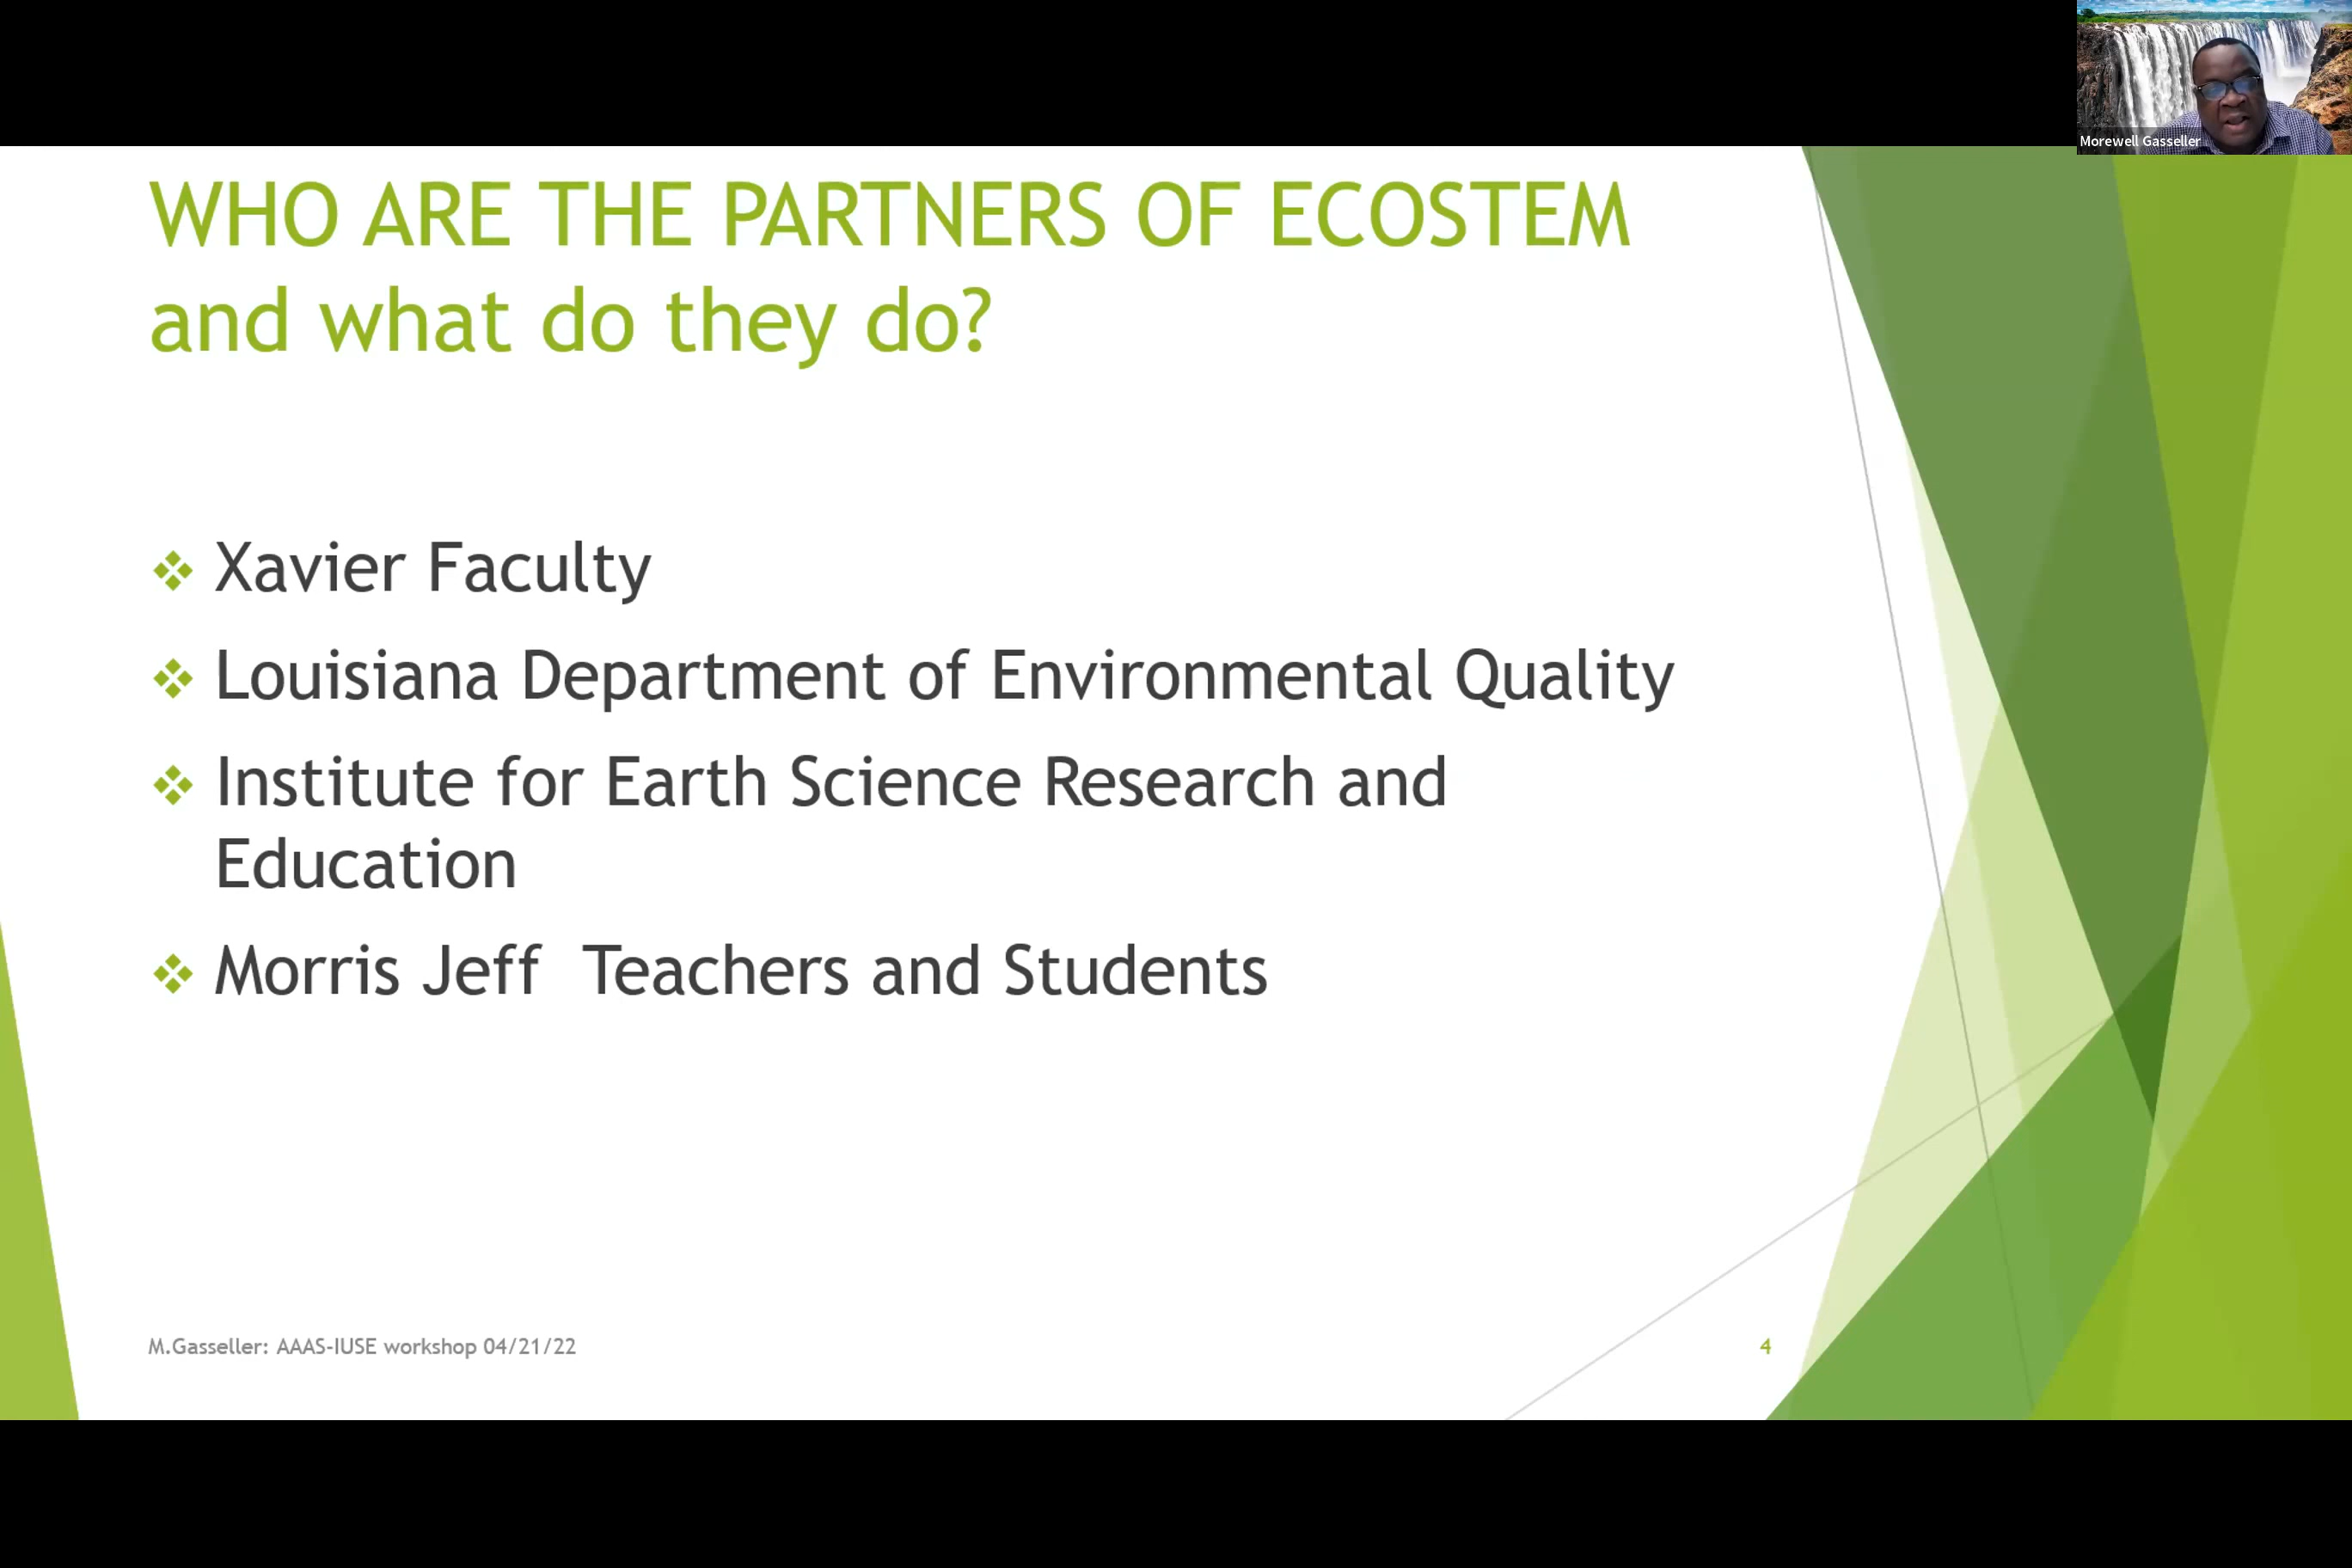 Morewell Gasseller
WHO ARE THE PARTNERS OF ECOSTEM
and what do they do?
Xavier Faculty
Louisiana Department of Environmental Quality
Institute for Earth Science Research and
Education
Morris Jeff  Teachers and Students
M.Gasseller: AAAS-IUSE workshop 04/21/22
4